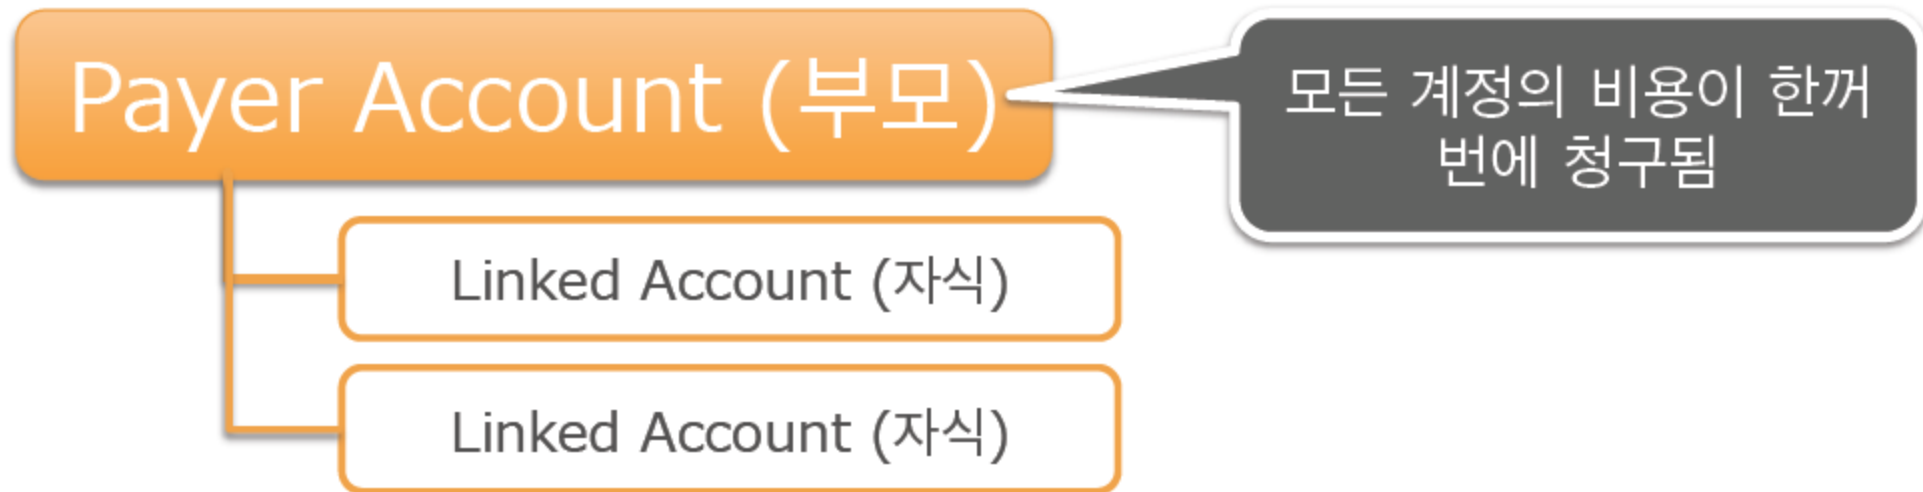 Payer Account (부모)
모든 계정의 비용이 한꺼
번에 청구됨
Linked Account (자식)
Linked Account (자식)